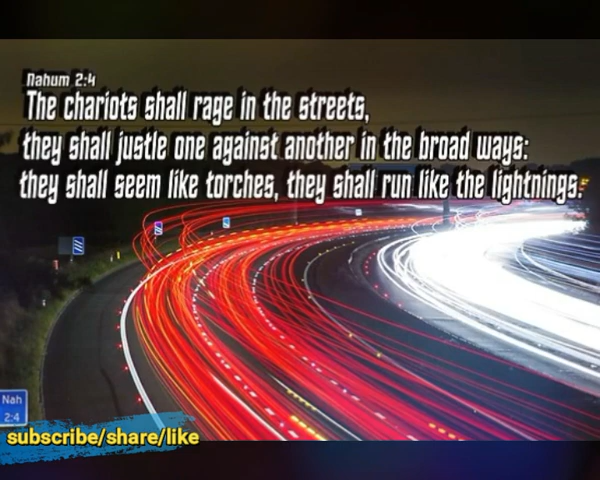 Nahum 2:4
The chariots shall rage in the streets,
they shall justle one against another in the broad ways:
they shall seem like torches, they shall run like the lightnings.
Nah
2:4
subscribe/share/like